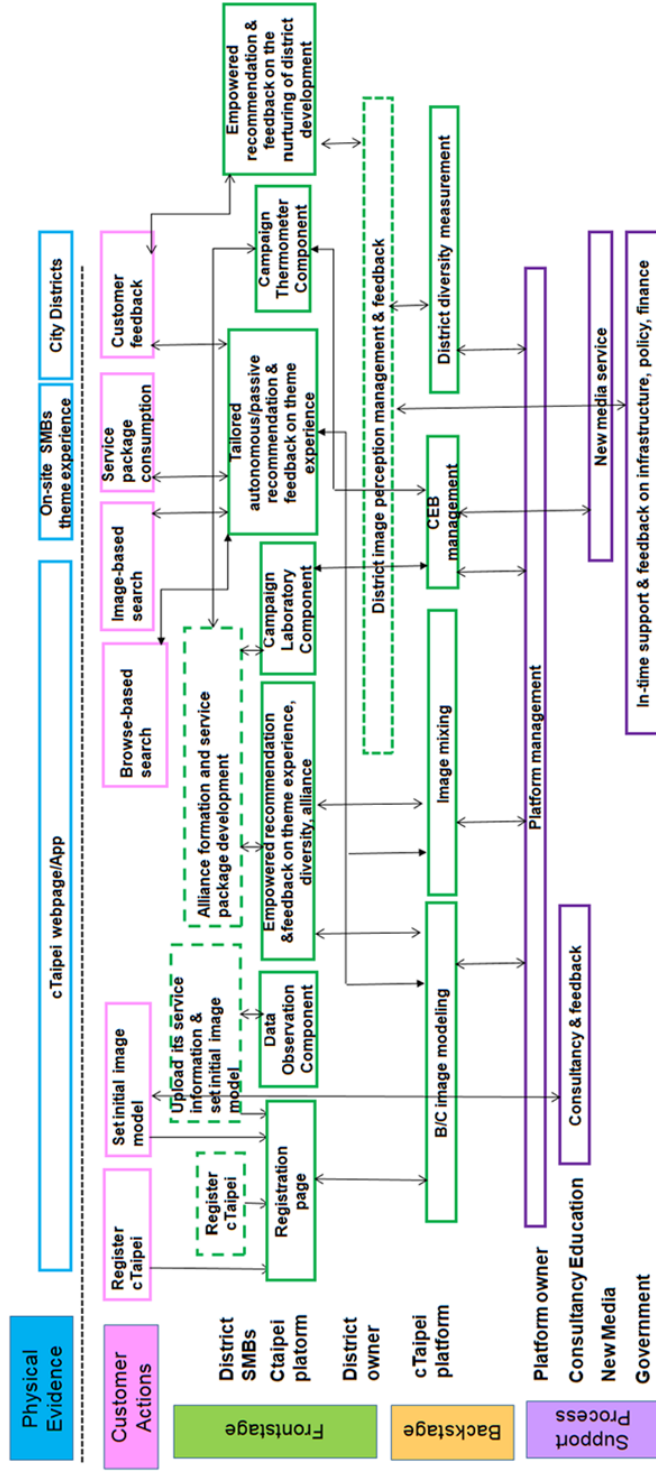 Physical
Evidence
cTaipei webpage/App
On-site SMBs
theme experience
City Districts
Customer
Actions
Register
cTaipei
Set initial image
model
Browse-based
search
Image-based
search
Service
package
consumption
Customer
feedback
Frontstage
District
SMBs
Register
cTaipei
Upload its service
information &
set initial image
model
Alliance formation and service
package development
Ctaipei
platorm
Registration
page
Data
Observation
Component
Empowered recommendation
&feedback on theme experience,
diversity, alliance
Campaign
Laboratory
Component
Tailored
autonomous/passive
recommendation &
feedback on theme
experience
Campaign
Thermometer
Component
Empowered
recommendation &
feedback on the
nurturing of district
development
District
owner
District image perception management & feedback
Backstage
cTaipei
platform
B/C image modeling
Image mixing
CEB
management
District diversity measurement
Support
Process
Platform owner
Platform management
Consultancy Education
Consultancy & feedback
New Media
New media service
Government
In-time support & feedback on infrastructure, policy, finance